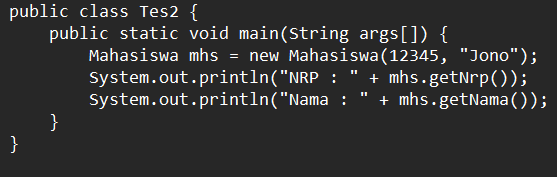 public class Tes2 {
    public static void main(String args[]) {
        Mahasiswa mhs = new Mahasiswa(12345, "Jono");
        System.out.println("NRP : " + mhs.getNrp());
        System.out.println("Nama : " + mhs.getNama());
    }
}